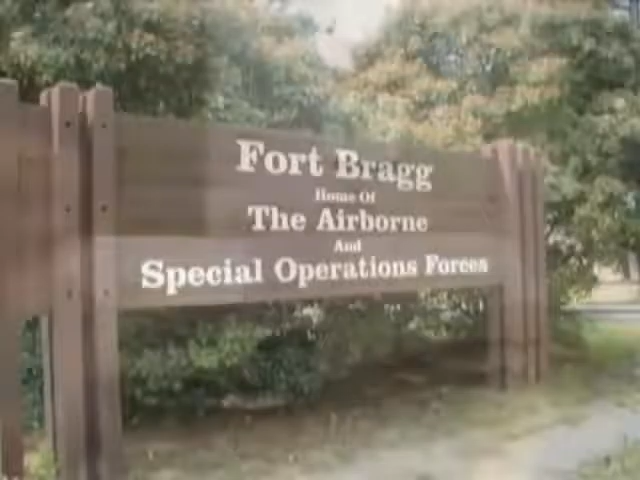 Fort Bragg
Home Of
The Airborne
And
Special Operations Forces